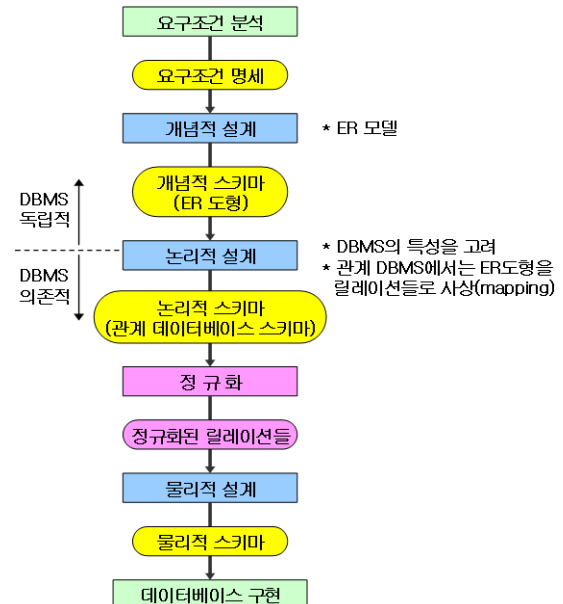 요구조건 분석
요구조건 명세
개념적 설계
* ER 모델
개념적 스키마
(ER 도형)
DBMS
독립적
논리적 설계
* DBMS의 특성을 고려
* 관계 DBMS에서는 ER도형을
릴레이션들로 사상(mapping)
DBMS
의존적
논리적 스키마
(관계 데이터베이스 스키마)
정 규 화
정규화된 릴레이션들
물리적 설계
물리적 스키마
데이터베이스 구현